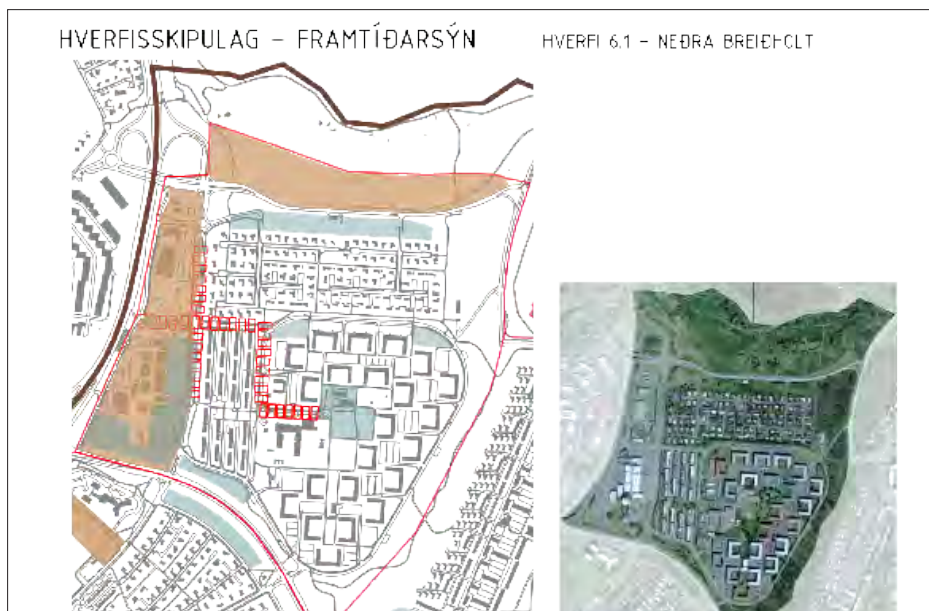 HVERFISSKIPULAG – FRAMTÍÐARSÝN
HVERFI 6.1 – NEÐRA BREIÐHOLT